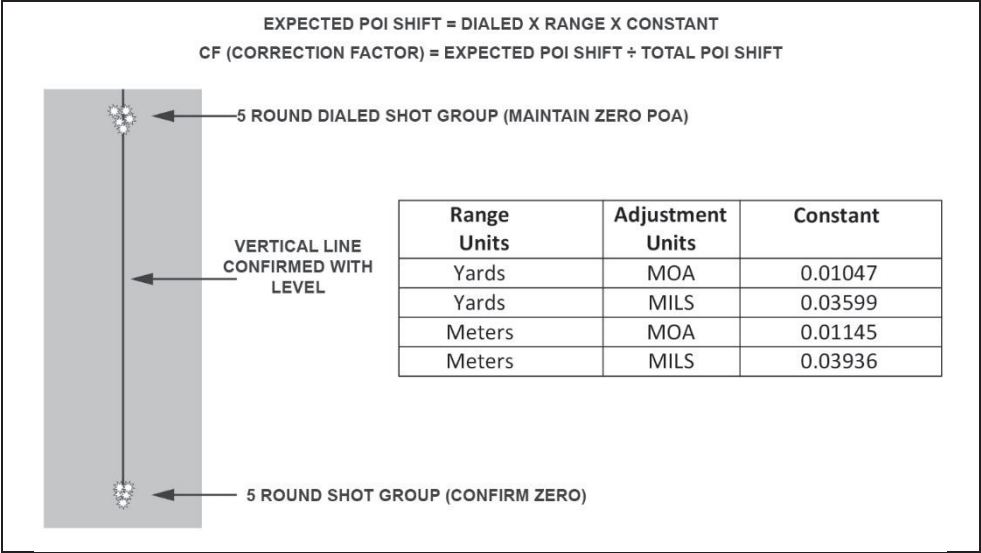 EXPECTED POI SHIFT = DIALED X RANGE X CONSTANT
CF (CORRECTION FACTOR) = EXPECTED POI SHIFT ÷ TOTAL POI SHIFT
5 ROUND DIALED SHOT GROUP (MAINTAIN ZERO POA)
VERTICAL LINE
CONFIRMED WITH
LEVEL
Range Adjustment Constant
Units Units
Yards MOA 0.01047
Yards MILS 0.03599
Meters MOA 0.01145
Meters MILS 0.03936
5 ROUND SHOT GROUP (CONFIRM ZERO)